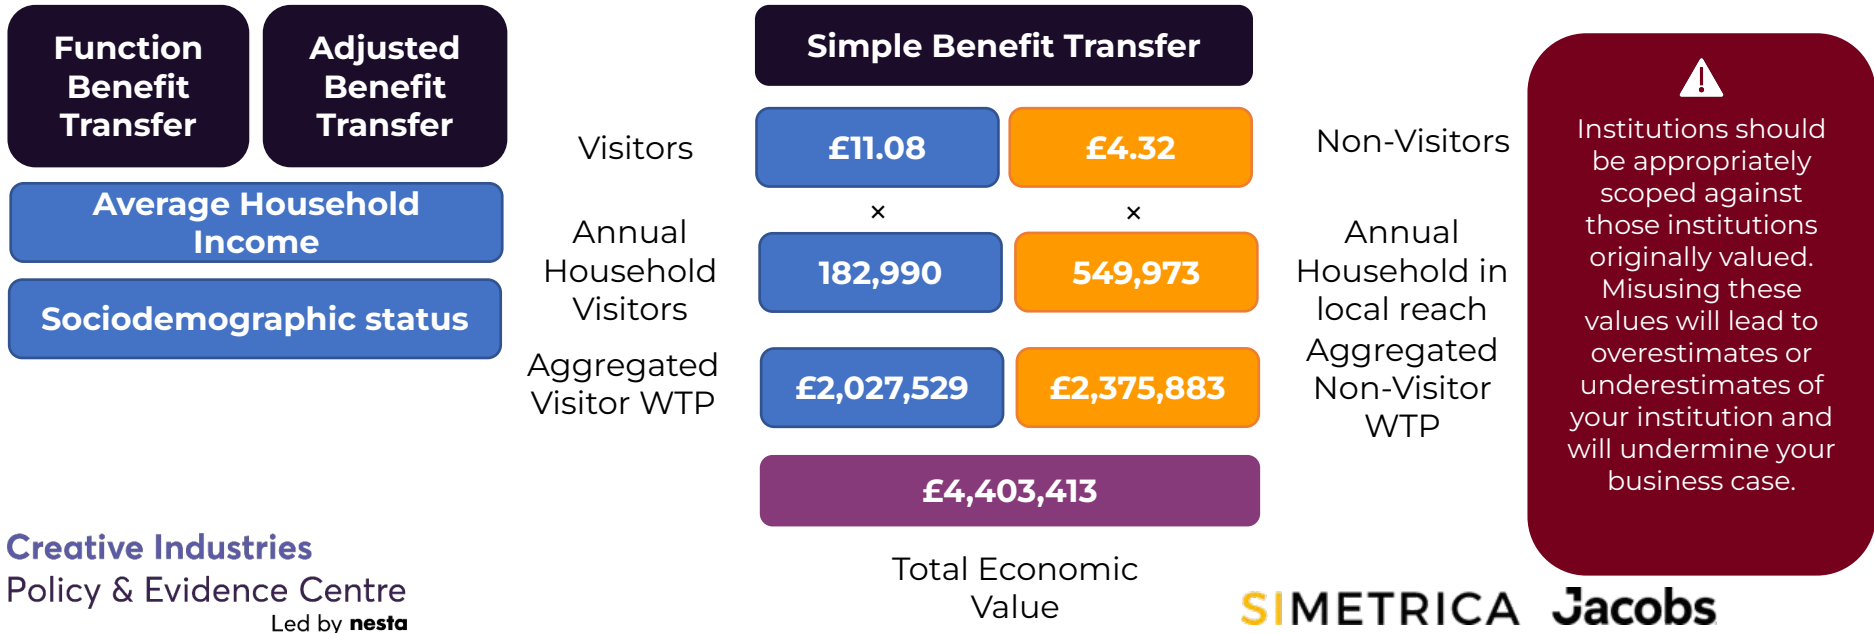 Function
Benefit
Transfer
Adjusted
Benefit
Transfer
Average Household
Income
Sociodemographic status
Simple Benefit Transfer
Visitors
£11.08
£4.32
Non-Visitors
×
×
Annual
Household
Visitors
182,990
549,973
Annual
Household in
local reach
Aggregated
Visitor WTP
£2,027,529
£2,375,883
Aggregated
Non-Visitor
WTP
£4,403,413
Total Economic
Value
Institutions should
be appropriately
scoped against
those institutions
originally valued.
Misusing these
values will lead to
overestimates or
underestimates of
your institution and
will undermine your
business case.
Creative Industries
Policy & Evidence Centre
Led by nesta
SIMETRICA Jacobs